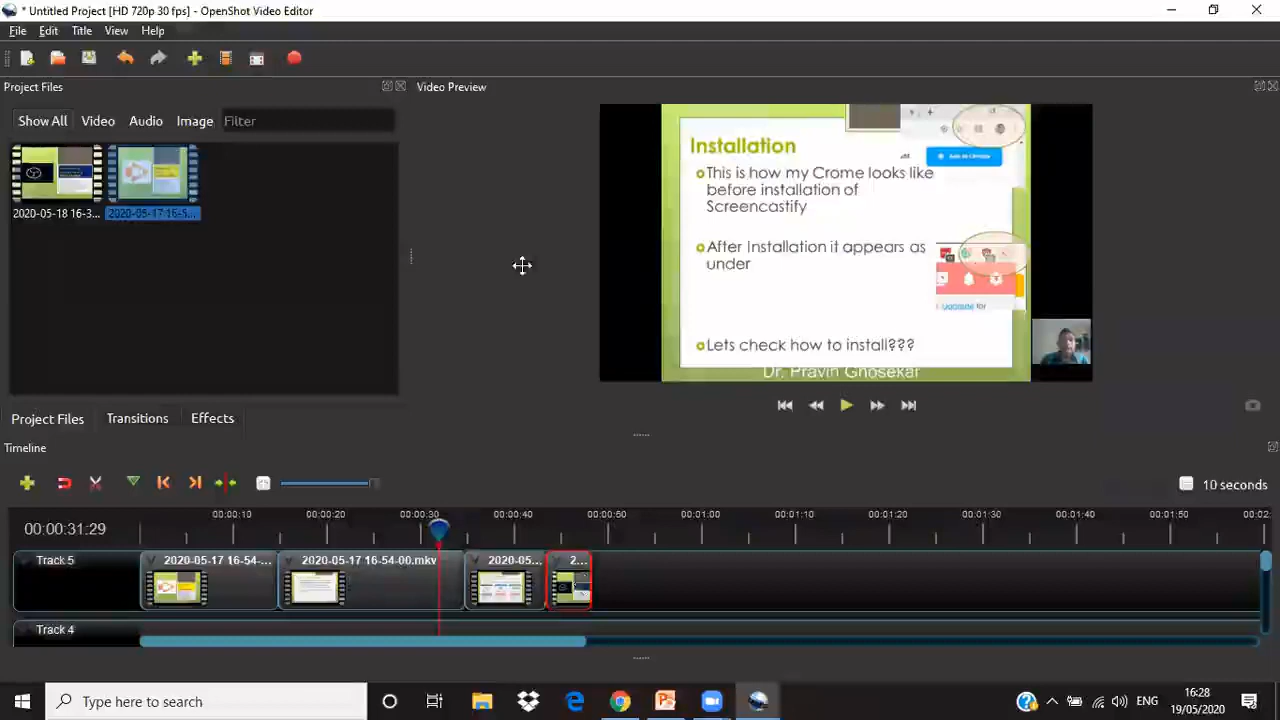 * Untitled Project [HD 720p 30 fps] - OpenShot Video Editor
File Edit Title View Help
Project Files
Video Preview
Show All Video Audio Image Filter
2020-05-18 16-3... 2020-05-17 16-5...
Installation
This is how my Crome looks like
before installation of
Screencastify
After Installation it appears as
under
Upgrade for
Lets check how to install???
Dr. Pravin Ghosekar
Project Files Transitions Effects
Timeline
10 seconds
00:00:31:29
00:00:10 00:00:20 00:00:30 00:00:40 00:00:50 00:01:00 00:01:10 00:01:20 00:01:30 00:01:40 00:01:50 00:02:
Track 5
2020-05-17 16-54-... 2020-05-17 16-54-00.mkv 2020-05... 2...
Track 4
Type here to search
ENG
16:28
19/05/2020